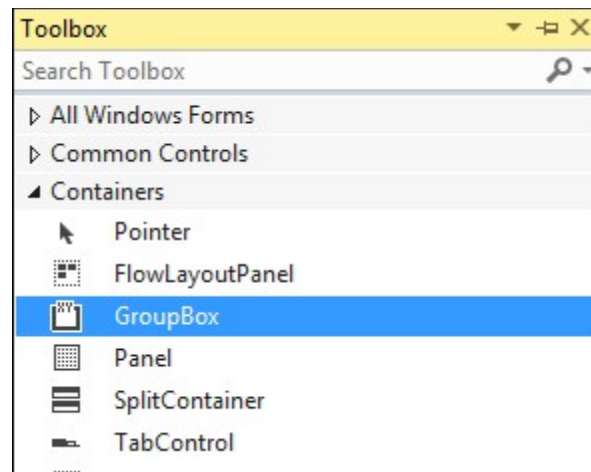 Toolbox
Search Toolbox
All Windows Forms
Common Controls
Containers
Pointer
FlowLayoutPanel
GroupBox
Panel
SplitContainer
TabControl